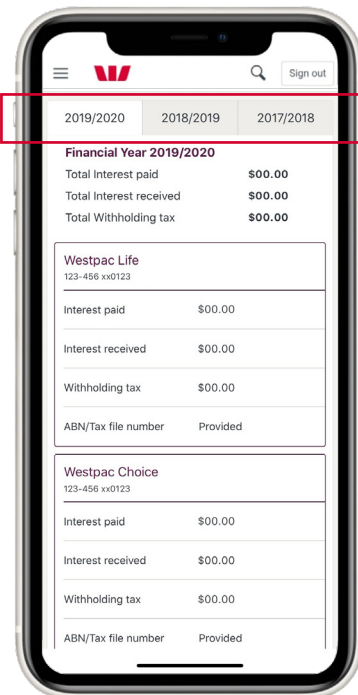 Sign out
2019/2020 2018/2019 2017/2018
Financial Year 2019/2020
Total Interest paid $00.00
Total Interest received $00.00
Total Withholding tax $00.00
Westpac Life
123-456 xx0123
Interest paid $00.00
Interest received $00.00
Withholding tax $00.00
ABN/Tax file number Provided
Westpac Choice
123-456 xx0123
Interest paid $00.00
Interest received $00.00
Withholding tax $00.00
ABN/Tax file number Provided